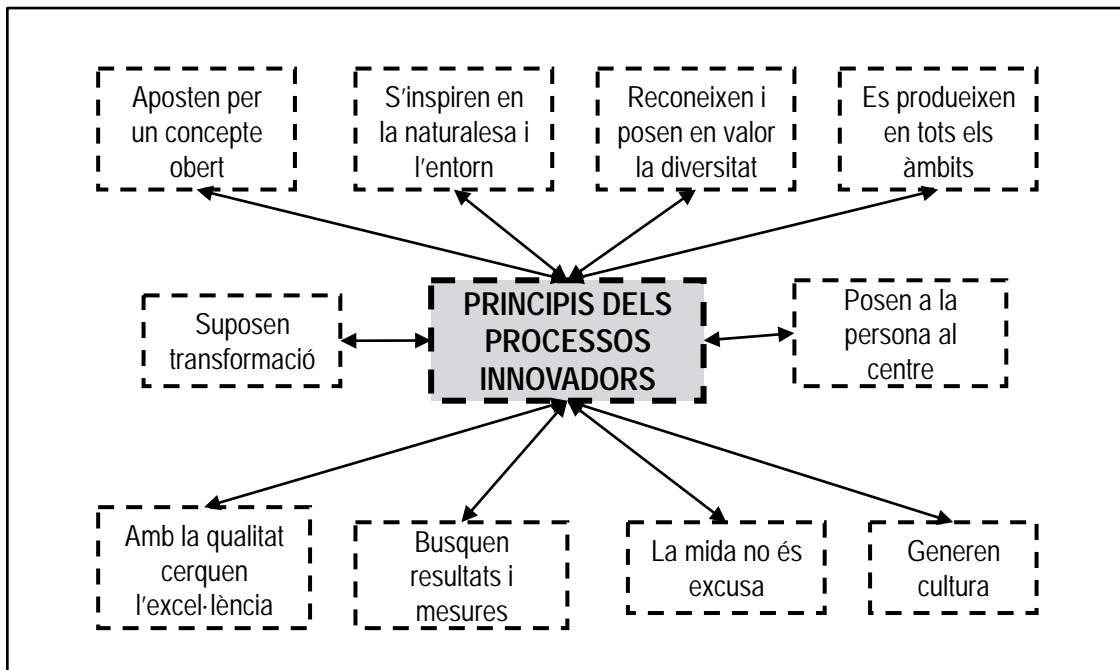 Aposten per
un concepte
obert
S'inspiren en
la naturalesa i
l'entorn
Reconeixen i
posen en valor
la diversitat
Es produeixen
en tots els
àmbits
Suposen
transformació
PRINCIPIS DELS
PROCESSOS
INNOVADORS
Posen a la
persona al
centre
Amb la qualitat
cerquen
l'excel·lència
Busquen
resultats i
mesures
La mida no és
excusa
Generen
cultura